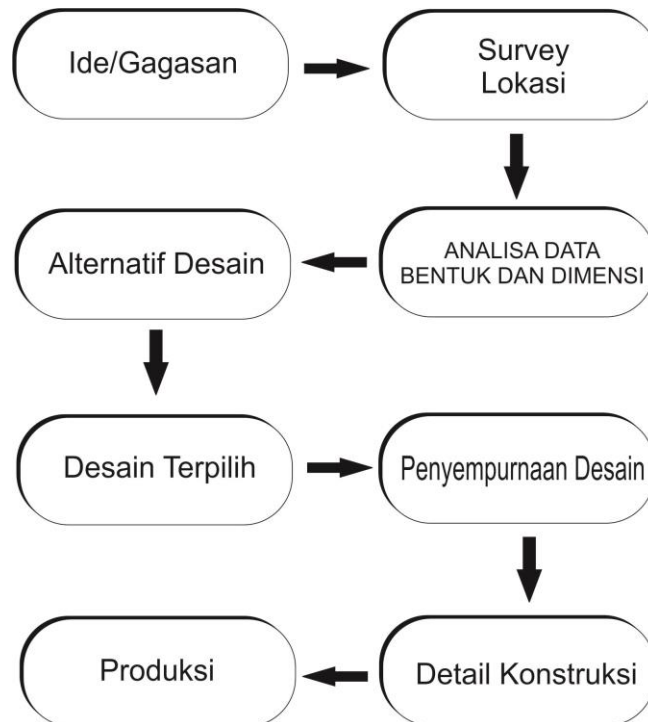 Ide/Gagasan
Survey
Lokasi
ANALISA DATA
BENTUK DAN DIMENSI
Alternatif Desain
Desain Terpilih
Penyempurnaan Desain
Detail Konstruksi
Produksi